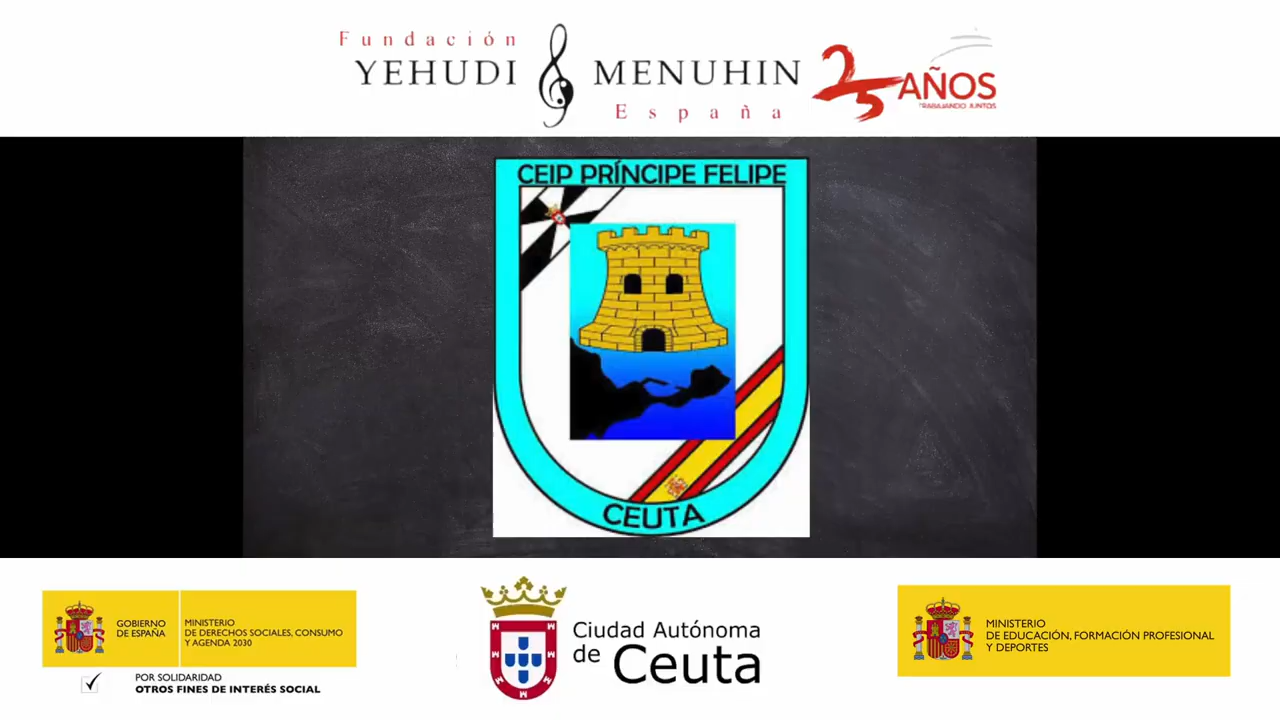 Fundación
YEHUDI MENUHIN
España
25 AÑOS
TRABAJANDO JUNTOS
CEIP PRÍNCIPE FELIPE
CEUTA
GOBIERNO
DE ESPAÑA
MINISTERIO
DE DERECHOS SOCIALES, CONSUMO
Y AGENDA 2030
POR SOLIDARIDAD
OTROS FINES DE INTERÉS SOCIAL
Ciudad Autónoma
de Ceuta
MINISTERIO
DE EDUCACIÓN, FORMACIÓN PROFESIONAL
Y DEPORTES